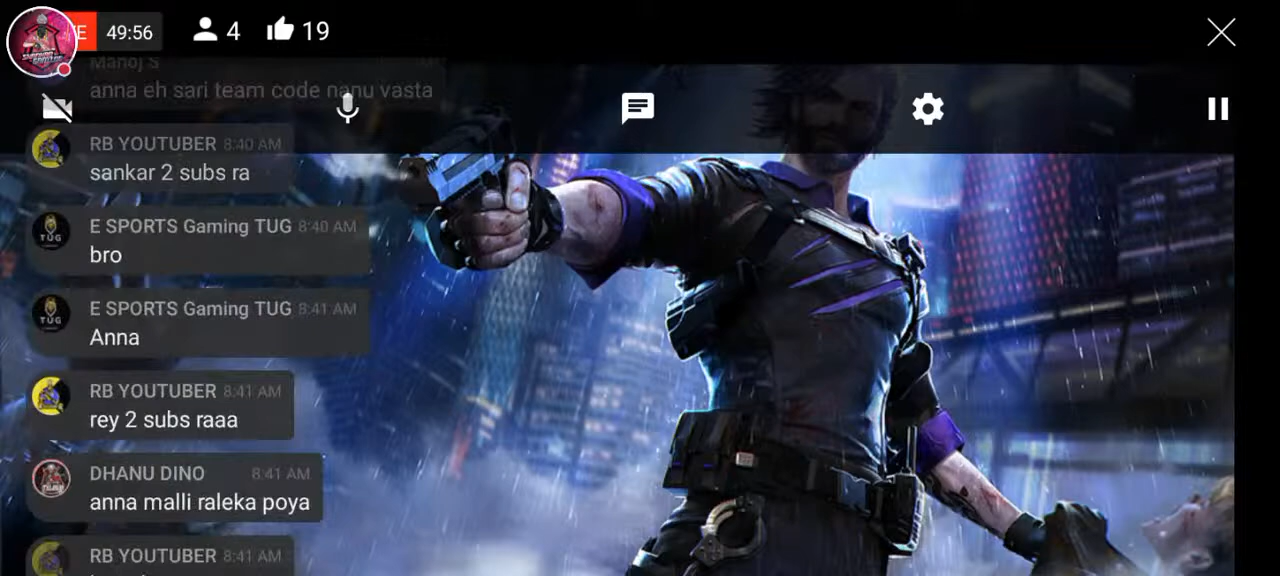 E 49:56 4 19
Manoj S
anna eh sari team code nanu vasta
RB YOUTUBER 8:40 AM
sankar 2 subs ra
E SPORTS Gaming TUG 8:40 AM
bro
TUG
E SPORTS Gaming TUG 8:41 AM
Anna
TUG
RB YOUTUBER 8:41 AM
rey 2 subs raaa
DHANU DINO 8:41 AM
anna malli raleka poya
RB YOUTUBER 8:41 AM